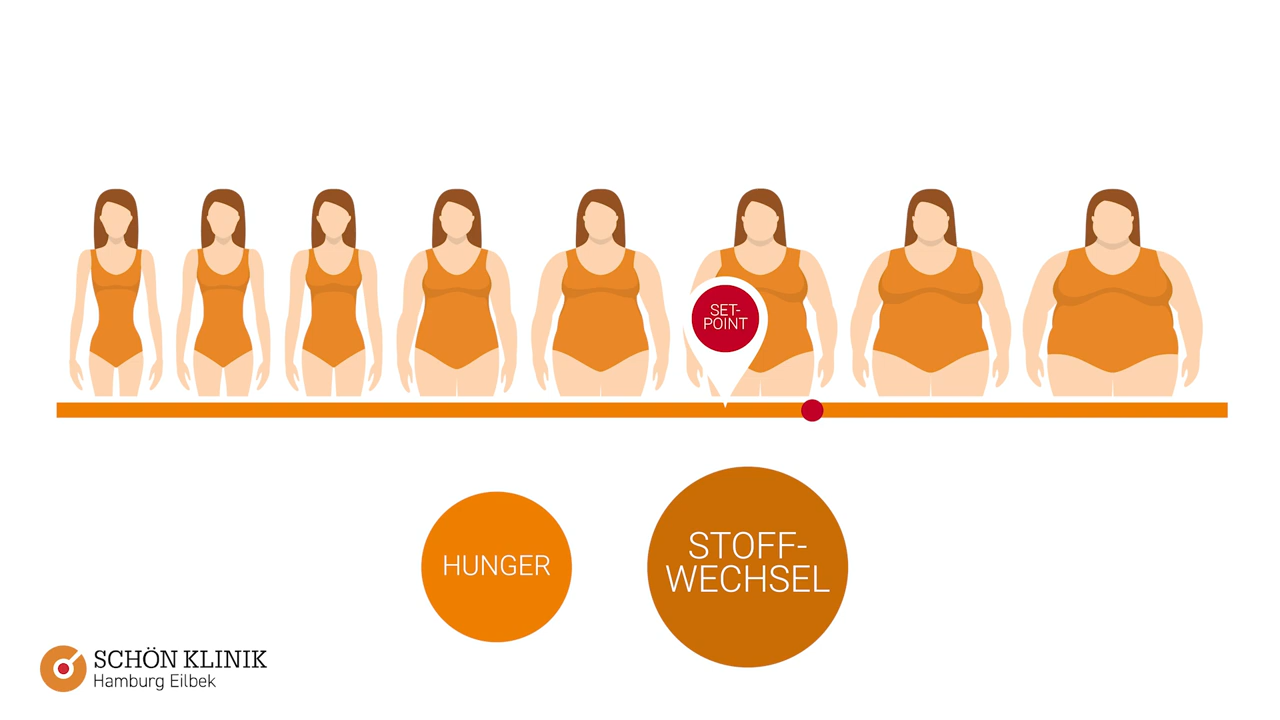 SET-
POINT
HUNGER
STOFF-
WECHSEL
SCHÖN KLINIK
Hamburg Eilbek